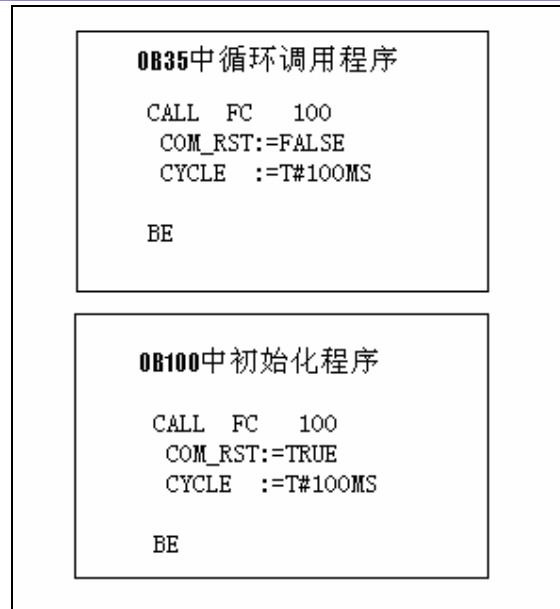 OB35中循环调用程序
CALL FC 100
COM_RST:=FALSE
CYCLE :=T#100MS
BE
OB100中初始化程序
CALL FC 100
COM_RST:=TRUE
CYCLE :=T#100MS
BE